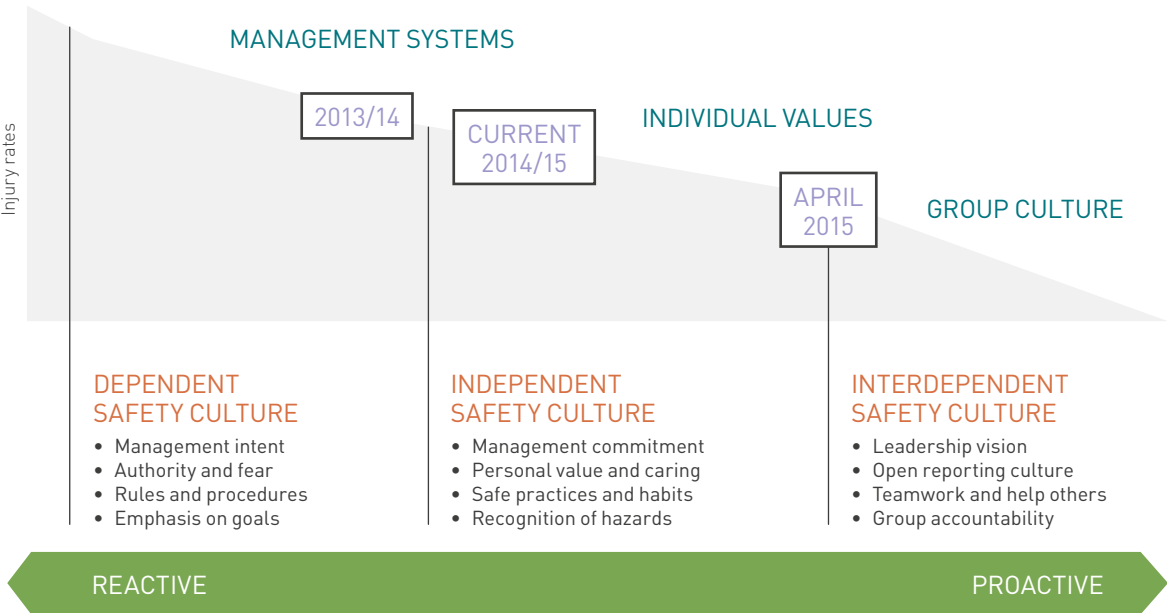 MANAGEMENT SYSTEMS
2013/14
CURRENT
2014/15
INDIVIDUAL VALUES
APRIL
2015
GROUP CULTURE
Injury rates
DEPENDENT
SAFETY CULTURE
• Management intent
• Authority and fear
• Rules and procedures
• Emphasis on goals
INDEPENDENT
SAFETY CULTURE
• Management commitment
• Personal value and caring
• Safe practices and habits
• Recognition of hazards
INTERDEPENDENT
SAFETY CULTURE
• Leadership vision
• Open reporting culture
• Teamwork and help others
• Group accountability
REACTIVE
PROACTIVE